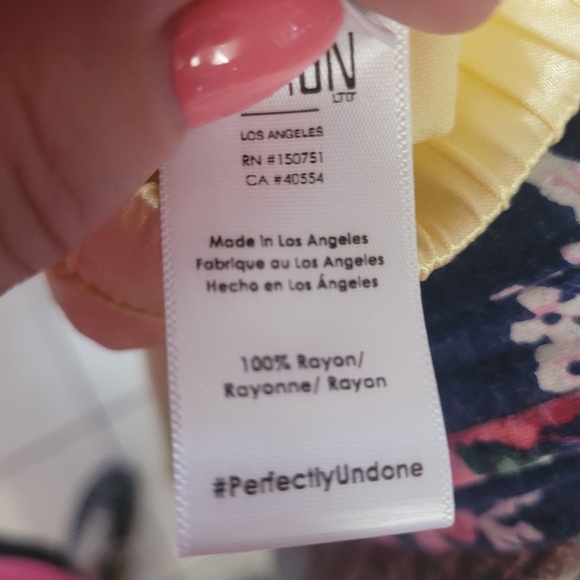 LTD
LOS ANGELES
RN #150751
CA #40554
Made in Los Angeles
Fabrique au Los Angeles
Hecho en Los Ángeles
100% Rayon/
Rayonne/ Rayon
#PerfectlyUndone